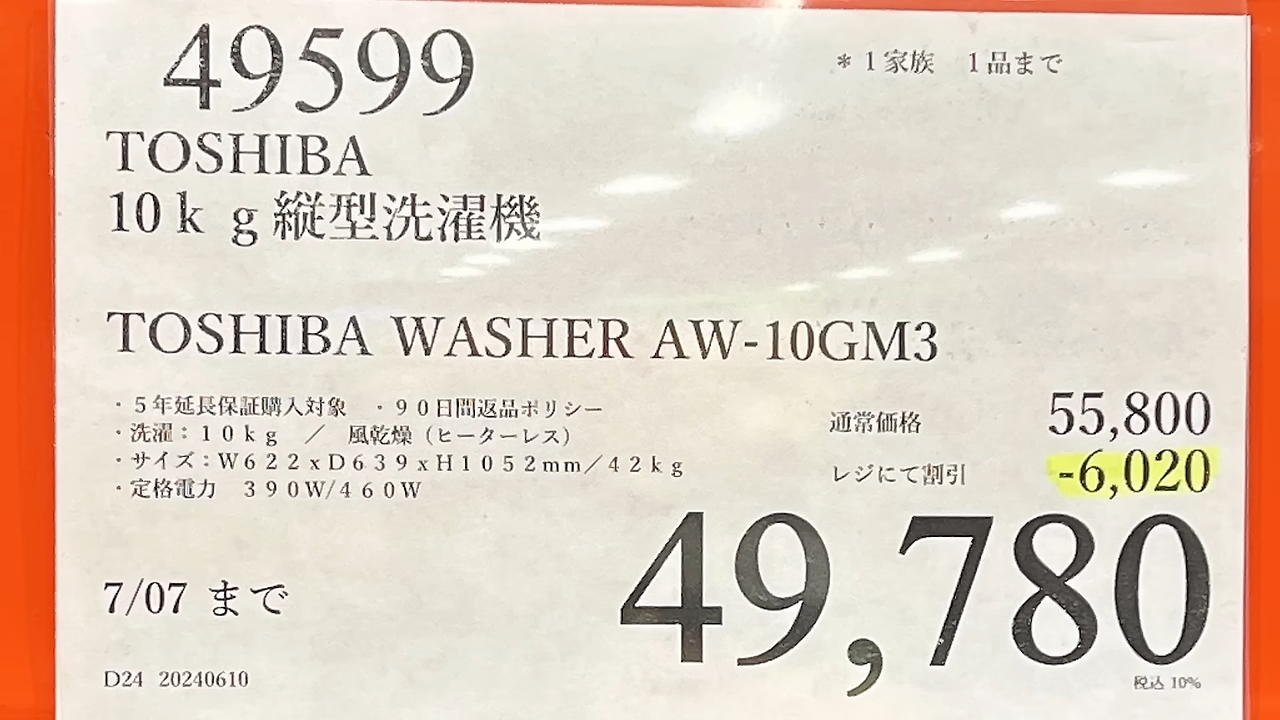 49599
＊１家族　１品まで
TOSHIBA
10ｋｇ縦型洗濯機
TOSHIBA WASHER AW-10GM3
・５年延長保証購入対象　・９０日間返品ポリシー
・洗濯：１０ｋｇ　／　風乾燥（ヒーターレス）
・サイズ：Ｗ６２２ｘＤ６３９ｘＨ１０５２mm／４２ｋｇ
・定格電力　３９０W/４６０W
通常価格 55,800
レジにて割引 -6,020
49,780
7/07 まで
税込 10%
D24 20240610